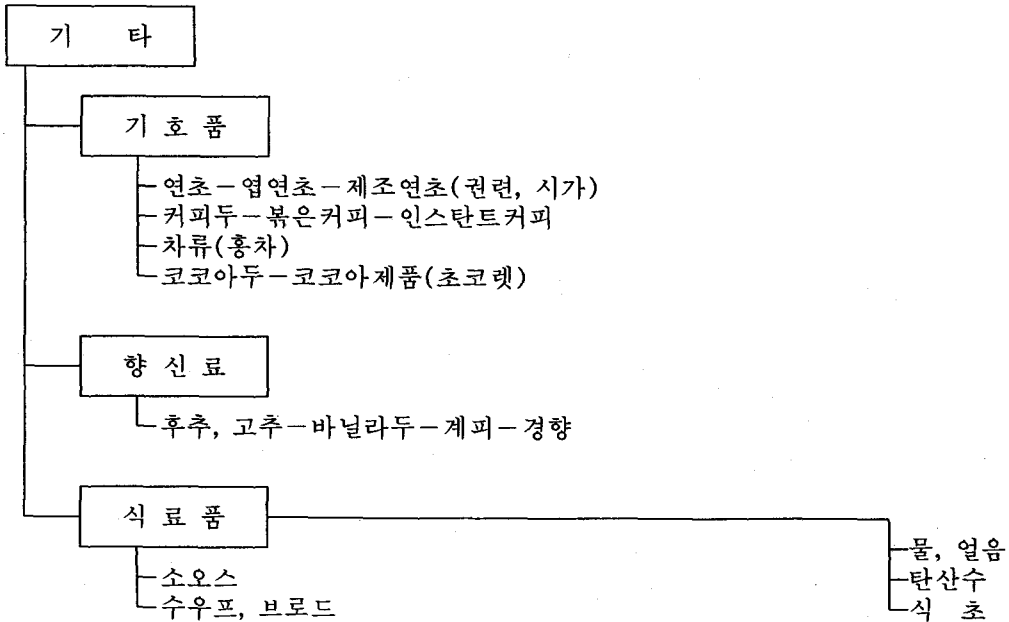 기 타
기 호 품
연초-엽연초-제조연초(권련, 시가)
커피두-볶은커피-인스탄트커피
차류(홍차)
코코아두-코코아제품(초코렛)
향 신 료
후추, 고추-바닐라두-계피-경향
식 료 품
소오스
수우프, 브로드
물, 얼음
탄산수
식 초